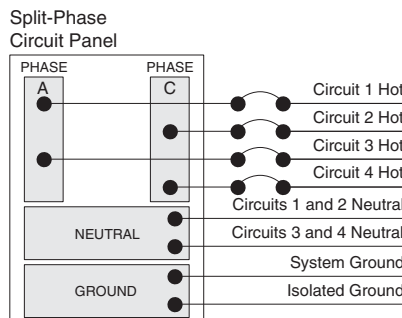 Split-Phase
Circuit Panel
PHASE PHASE
A C
Circuit 1 Hot
Circuit 2 Hot
Circuit 3 Hot
Circuit 4 Hot
Circuits 1 and 2 Neutral
NEUTRAL
Circuits 3 and 4 Neutral
System Ground
GROUND
Isolated Ground